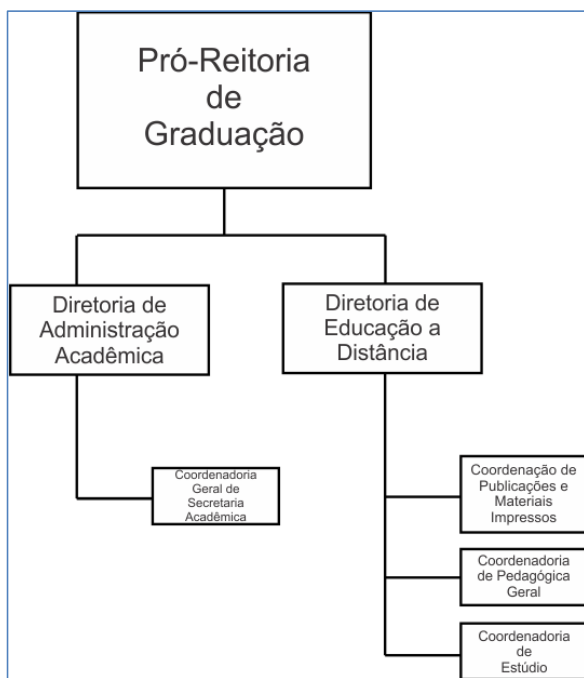 Pró-Reitoria
de
Graduação
Diretoria de
Administração
Acadêmica
Diretoria de
Educação a
Distância
Coordenadoria
Geral de
Secretaria
Acadêmica
Coordenação de
Publicações e
Materiais
Impressos
Coordenadoria
de Pedagógica
Geral
Coordenadoria
de
Estúdio